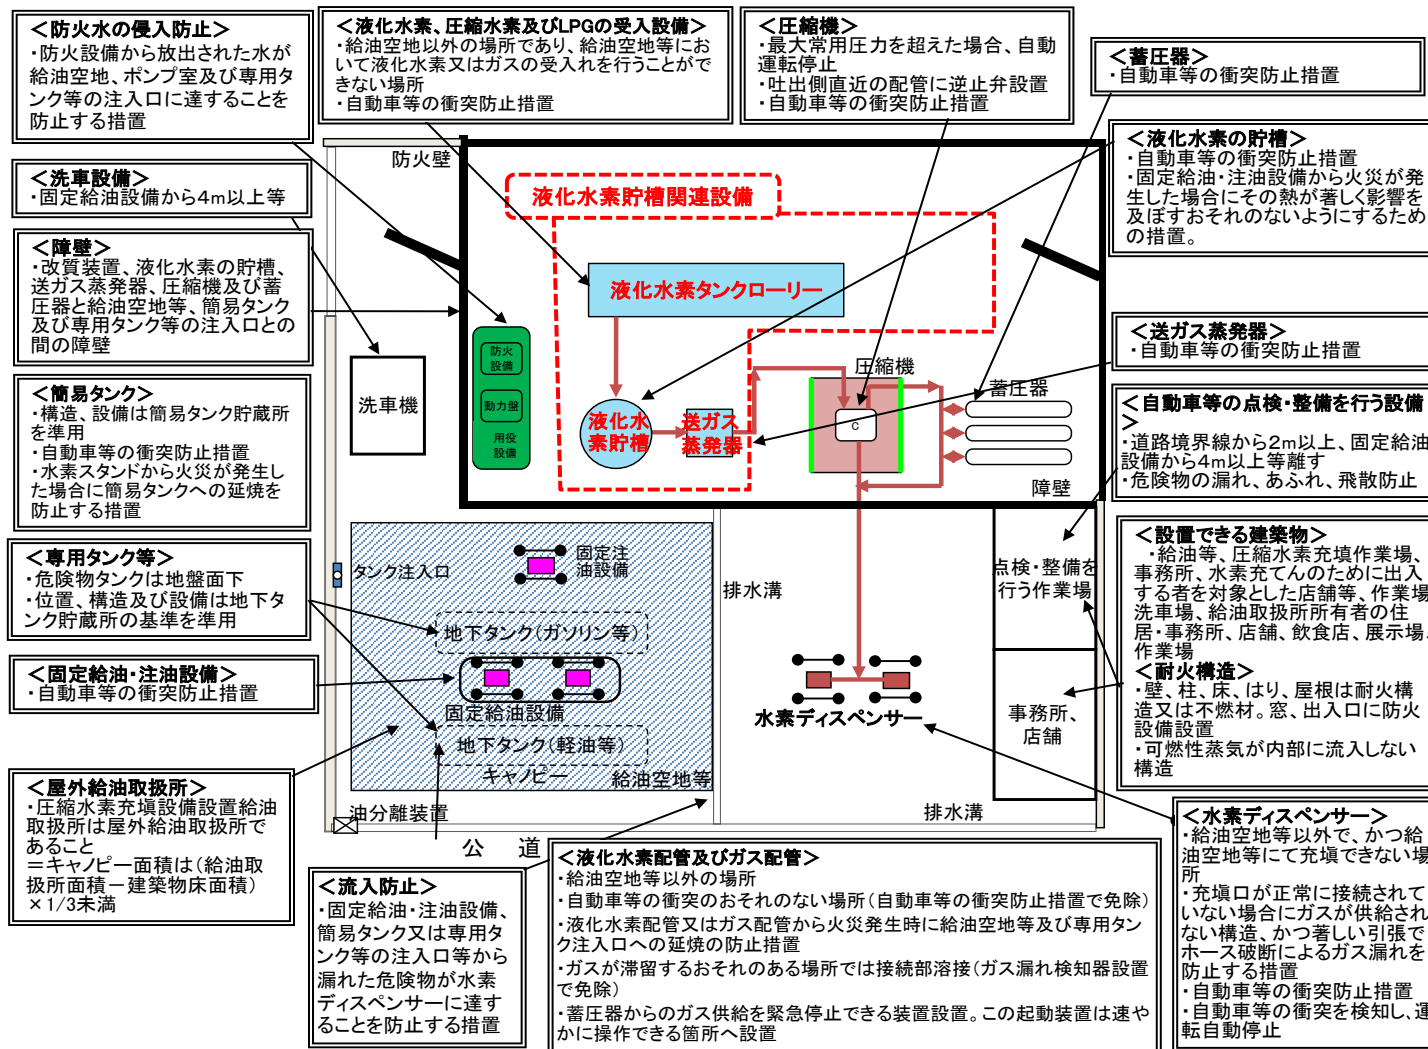 ＜防火水の侵入防止＞
・防火設備から放出された水が
給油空地、ポンプ室及び専用タ
ンク等の注入口に達することを
防止する措置
＜液化水素、圧縮水素及びLPGの受入設備＞
・給油空地以外の場所であり、給油空地等にお
いて液化水素又はガスの受入れを行うことがで
きない場所
・自動車等の衝突防止措置
＜圧縮機＞
・最大常用圧力を超えた場合、自動
運転停止
・吐出側直近の配管に逆止弁設置
・自動車等の衝突防止措置
＜蓄圧器＞
・自動車等の衝突防止措置
＜液化水素の貯槽＞
・自動車等の衝突防止措置
・固定給油・注油設備から火災が発
生した場合にその熱が著しく影響を
及ぼすおそれのないようにするため
の措置。
＜洗車設備＞
・固定給油設備から4m以上等
＜障壁＞
・改質装置、液化水素の貯槽、
送ガス蒸発器、圧縮機及び蓄
圧器と給油空地等、簡易タンク
及び専用タンク等の注入口との
間の障壁
＜簡易タンク＞
・構造、設備は簡易タンク貯蔵所
を準用
・自動車等の衝突防止措置
・水素スタンドから火災が発生し
た場合に簡易タンクへの延焼を
防止する措置
＜専用タンク等＞
・危険物タンクは地盤面下
・位置、構造及び設備は地下タ
ンク貯蔵所の基準を準用
＜固定給油・注油設備＞
・自動車等の衝突防止措置
＜屋外給油取扱所＞
・圧縮水素充塡設備設置給油
取扱所は屋外給油取扱所で
あること
＝キャノピー面積は（給油取
扱所面積－建築物床面積）
×1/3未満
防火壁
液化水素貯槽関連設備
液化水素タンクローリー
防火
設備
動力盤
用役
設備
洗車機
液化水
素貯槽
送ガス
蒸発器
圧縮機
C
蓄圧器
障壁
＜送ガス蒸発器＞
・自動車等の衝突防止措置
＜自動車等の点検・整備を行う設備
＞
・道路境界線から2m以上、固定給油
設備から4m以上等離す
・危険物の漏れ、あふれ、飛散防止
＜設置できる建築物＞
・給油等、圧縮水素充填作業場、
事務所、水素充てんのために出入
する者を対象とした店舗等、作業場
洗車場、給油取扱所所有者の住
居・事務所、店舗、飲食店、展示場、
作業場
＜耐火構造＞
・壁、柱、床、はり、屋根は耐火構
造又は不燃材。窓、出入口に防火
設備設置
・可燃性蒸気が内部に流入しない
構造
タンク注入口
固定注
油設備
地下タンク（ガソリン等）
固定給油設備
地下タンク（軽油等）
キャノピー
給油空地等
油分離装置
排水溝
水素ディスペンサー
点検・整備を
行う作業場
事務所、
店舗
排水溝
公　道
＜流入防止＞
・固定給油・注油設備、
簡易タンク又は専用タ
ンク等の注入口等から
漏れた危険物が水素
ディスペンサーに達す
ることを防止する措置
＜液化水素配管及びガス配管＞
・給油空地等以外の場所
・自動車等の衝突のおそれのない場所（自動車等の衝突防止措置で免除）
・液化水素配管又はガス配管から火災発生時に給油空地等及び専用タン
ク注入口への延焼の防止措置
・ガスが滞留するおそれのある場所では接続部溶接（ガス漏れ検知器設置
で免除）
・蓄圧器からのガス供給を緊急停止できる装置設置。この起動装置は速や
かに操作できる箇所へ設置
＜水素ディスペンサー＞
・給油空地等以外で、かつ給
油空地等にて充塡できない場
所
・充塡口が正常に接続されて
いない場合にガスが供給され
ない構造、かつ著しい引張で
ホース破断によるガス漏れを
防止する措置
・自動車等の衝突防止措置
・自動車等の衝突を検知し、運
転自動停止